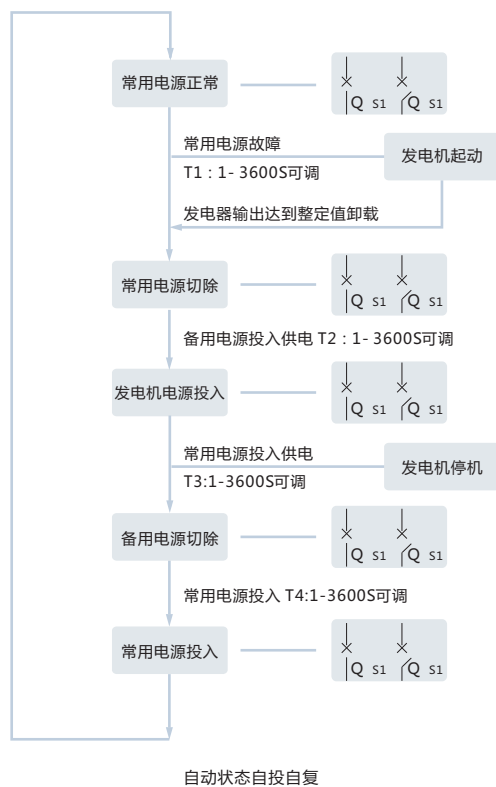 常用电源正常
Q S1 Q S1
常用电源故障
T1：1- 3600S可调
发电机起动
发电器输出达到整定值卸载
常用电源切除
Q S1 Q S1
备用电源投入供电 T2：1- 3600S可调
发电机电源投入
Q S1 Q S1
常用电源投入供电
T3:1-3600S可调
发电机停机
备用电源切除
Q S1 Q S1
常用电源投入 T4:1-3600S可调
常用电源投入
Q S1 Q S1
自动状态自投自复